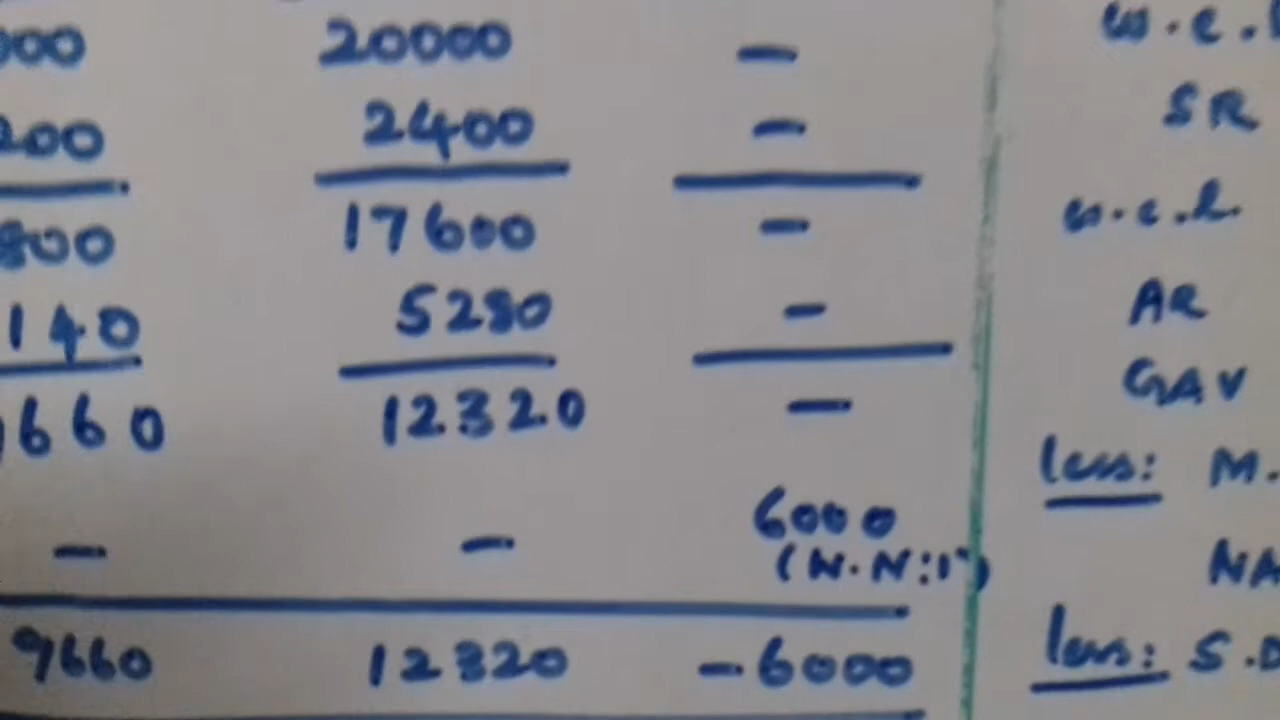 000 20000 — w.e.
200 2400 — SR
800 17600 — w.e.l.
140 5280 — AR
9660 12320 — GAV
less: M.
— — 6000
(W.N:1) NA
9660 12320 -6000 less: S.D